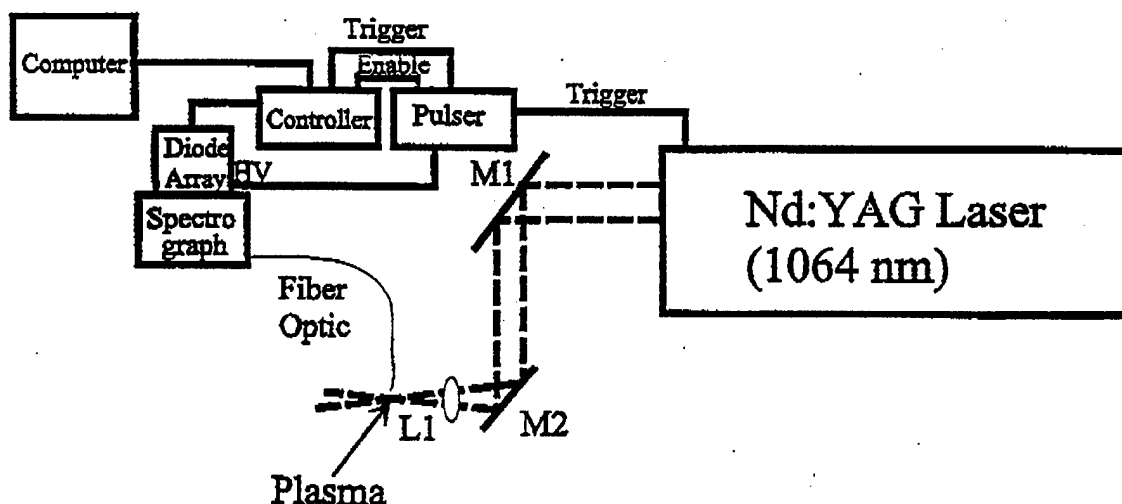 Trigger
Computer
Enable
Controller
Pulser
Trigger
Diode
Array
HV
M1
Spectro
graph
Nd:YAG Laser
(1064 nm)
Fiber
Optic
L1
M2
Plasma